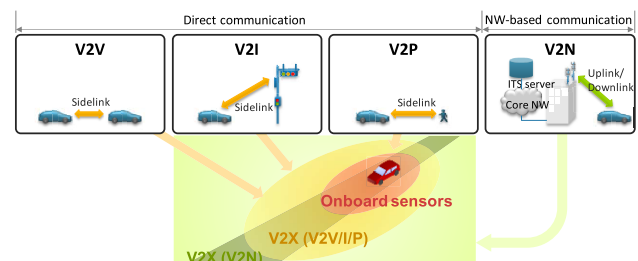 Direct communication
NW-based communication
V2V
V2I
V2P
V2N
Sidelink
Sidelink
Sidelink
ITS server
Core NW
Uplink/
Downlink
Onboard sensors
V2X (V2V/I/P)
V2X (V2N)